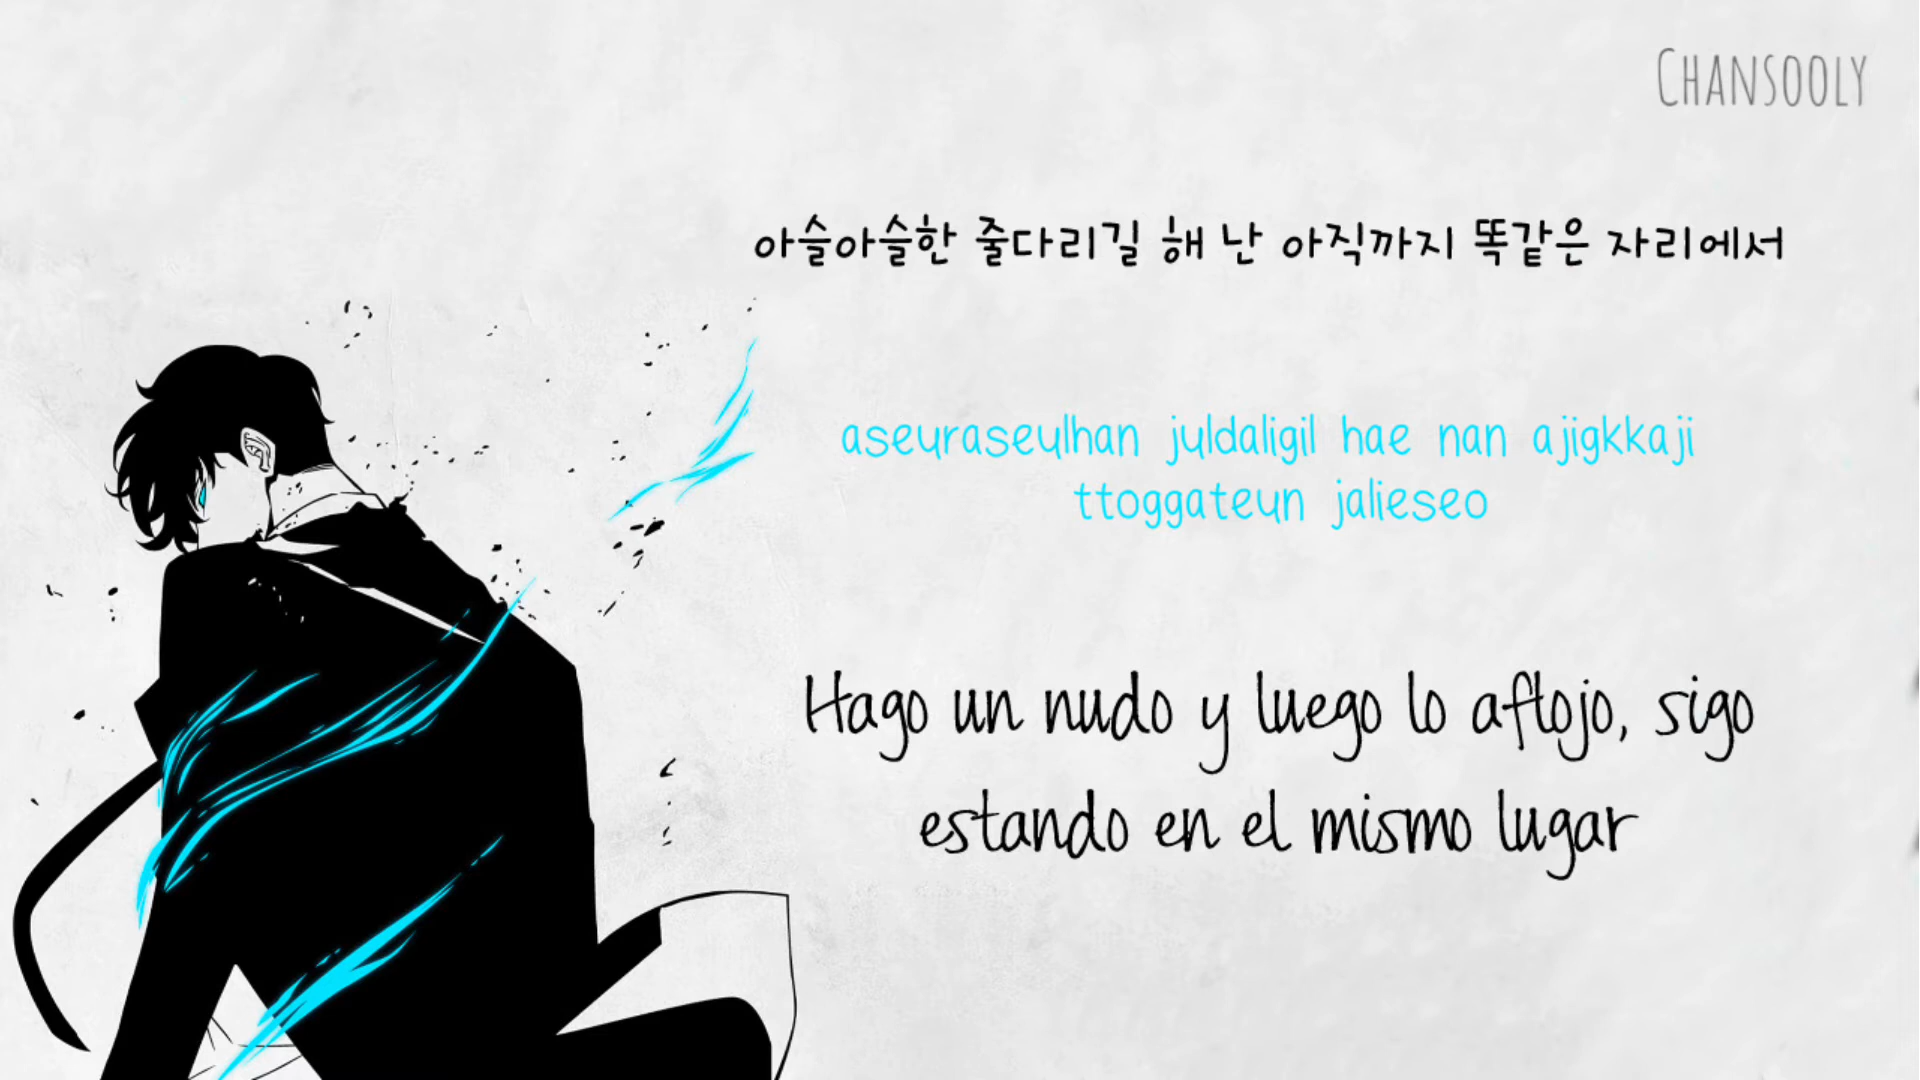 CHANSOOLY
아슬아슬한 줄다리길 해 난 아직까지 똑같은 자리에서
aseuraseulhan juldaligil hae nan ajigkkaji
ttoggateun jalieseo
Hago un nudo y luego lo aflojo, sigo
estando en el mismo lugar